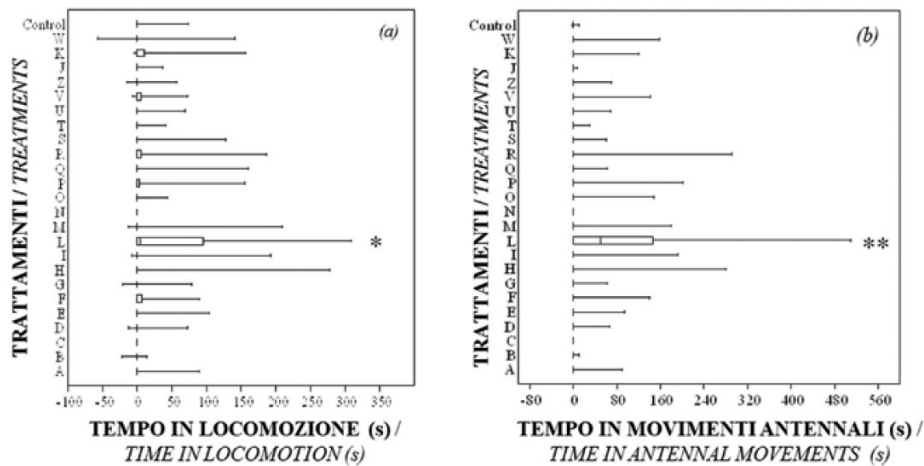 (a)
Control
W
K
J
Z
V
U
T
S
R
Q
P
O
N
M
L *
I
H
G
F
E
D
C
B
A
TRATTAMENTI / TREATMENTS
-100 -50 0 50 100 150 200 250 300 350
TEMPO IN LOCOMOZIONE (s) /
TIME IN LOCOMOTION (s)
(b)
Control
W
K
J
Z
V
U
T
S
R
Q
P
O
N
M
L **
I
H
G
F
E
D
C
B
A
TRATTAMENTI / TREATMENTS
-80 0 80 160 240 320 400 480 560
TEMPO IN MOVIMENTI ANTENNALI (s) /
TIME IN ANTENNAL MOVEMENTS (s)